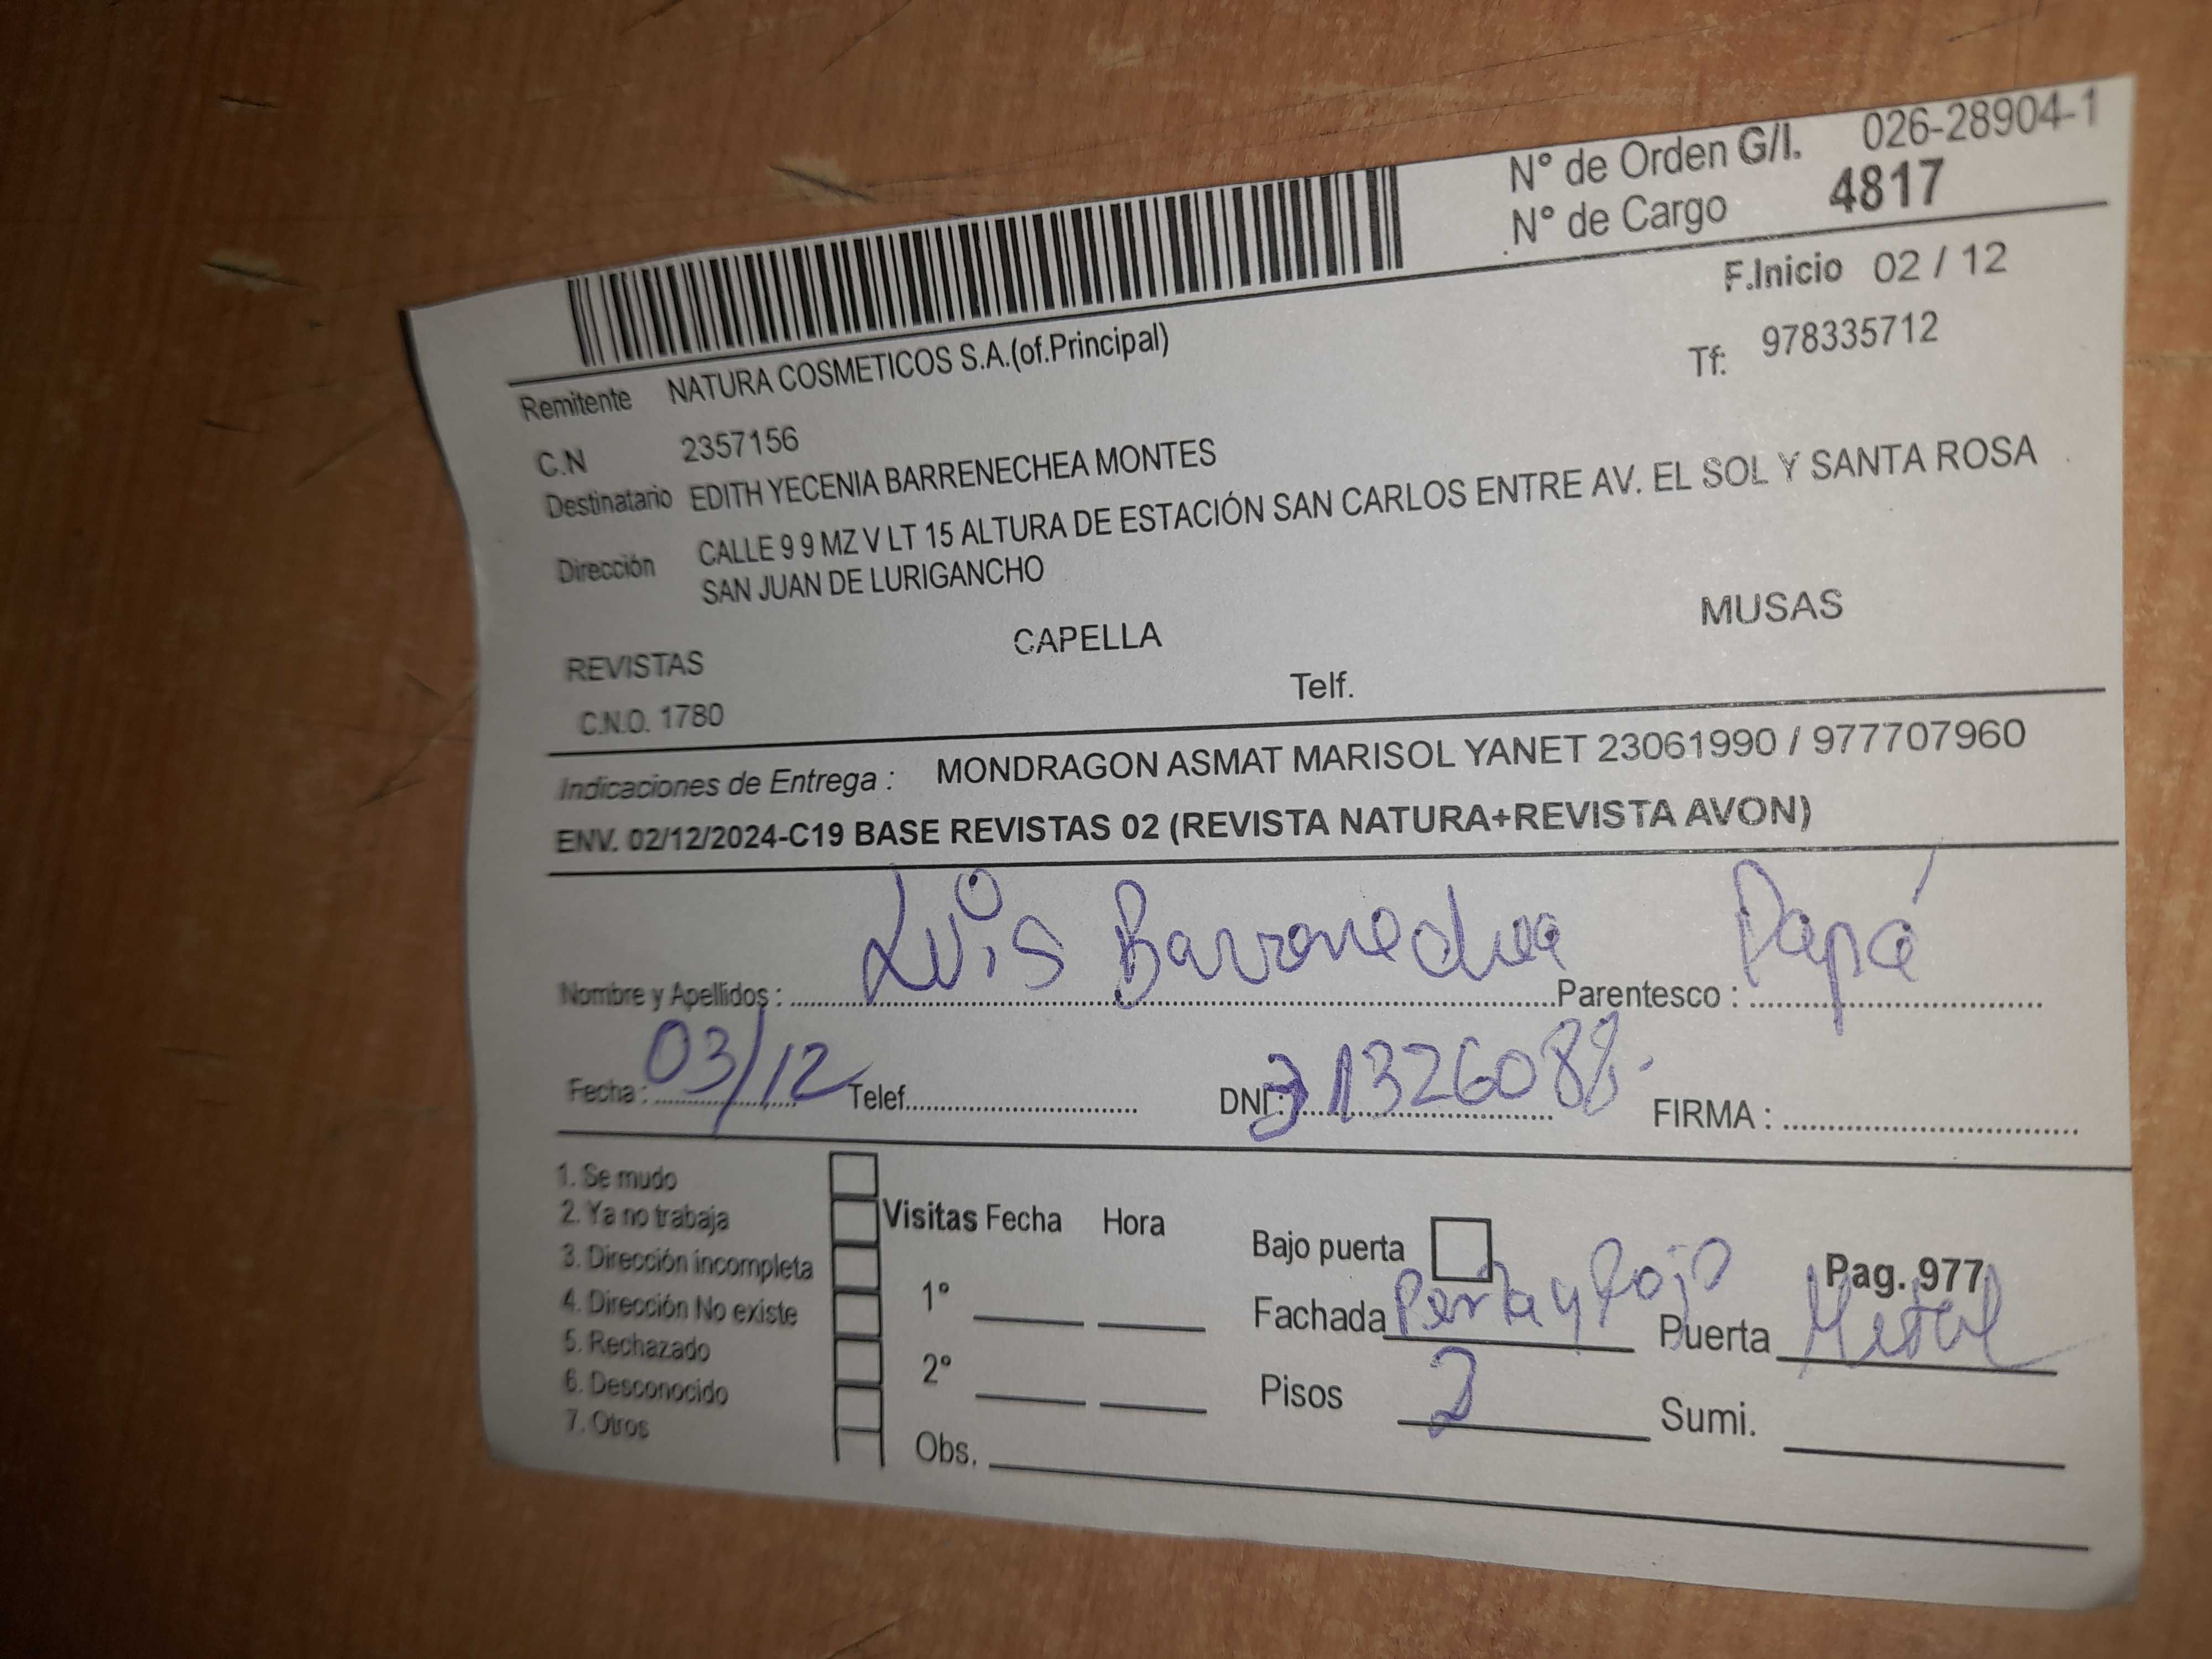 N° de Orden G/I. 026-28904-1
N° de Cargo 4817
F.Inicio 02 / 12
Remitente NATURA COSMETICOS S.A.(of.Principal)
Tf: 978335712
C.N 2357156
Destinatario EDITH YECENIA BARRENECHEA MONTES
Dirección CALLE 9 9 MZ V LT 15 ALTURA DE ESTACIÓN SAN CARLOS ENTRE AV. EL SOL Y SANTA ROSA
SAN JUAN DE LURIGANCHO
REVISTAS CAPELLA MUSAS
C.N.O. 1780 Telf.
Indicaciones de Entrega : MONDRAGON ASMAT MARISOL YANET 23061990 / 977707960
ENV. 02/12/2024-C19 BASE REVISTAS 02 (REVISTA NATURA+REVISTA AVON)
Nombre y Apellidos : Luis Barrenechea Parentesco : Papá
Fecha : 03/12 Telef. DNI: 31326088. FIRMA :
1. Se mudo
2. Ya no trabaja
3. Dirección incompleta
4. Dirección No existe
5. Rechazado
6. Desconocido
7. Otros
Visitas Fecha Hora
1°
2°
Obs.
Bajo puerta Pag. 977
Fachada Perla y Rojo Puerta Metal
Pisos 2 Sumi.